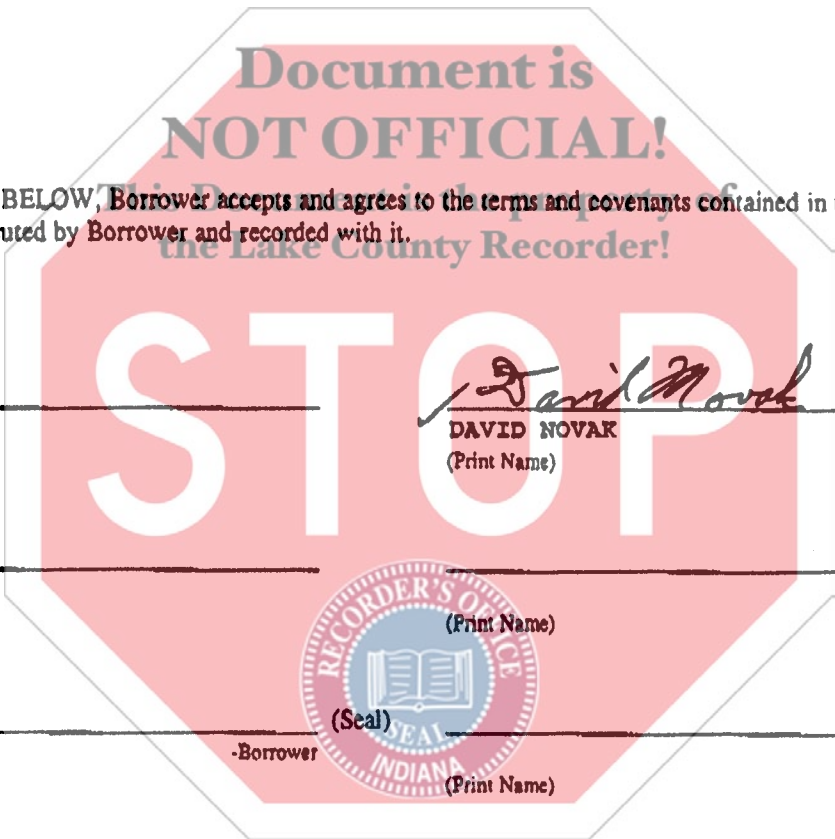 Document is
NOT OFFICIAL!
This Document is the property of
the Lake County Recorder!
BELOW, Borrower accepts and agrees to the terms and covenants contained in
uted by Borrower and recorded with it.
STOP
David Novak
DAVID NOVAK
(Print Name)
RECORDER'S OFFICE
(Print Name)
(Seal)
SEAL
-Borrower
INDIANA
(Print Name)